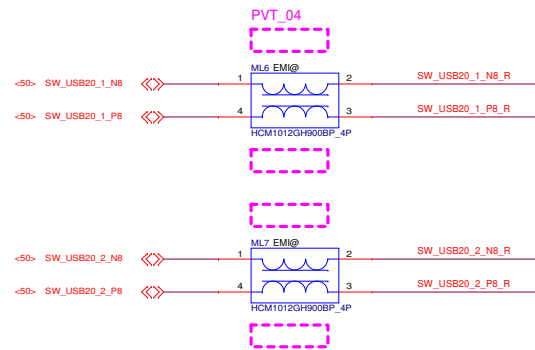 PVT_04
ML6 EMI@
<50> SW_USB20_1_N8 1 2 SW_USB20_1_N8_R
<50> SW_USB20_1_P8 4 3 SW_USB20_1_P8_R
HCM1012GH900BP_4P
ML7 EMI@
<50> SW_USB20_2_N8 1 2 SW_USB20_2_N8_R
<50> SW_USB20_2_P8 4 3 SW_USB20_2_P8_R
HCM1012GH900BP_4P